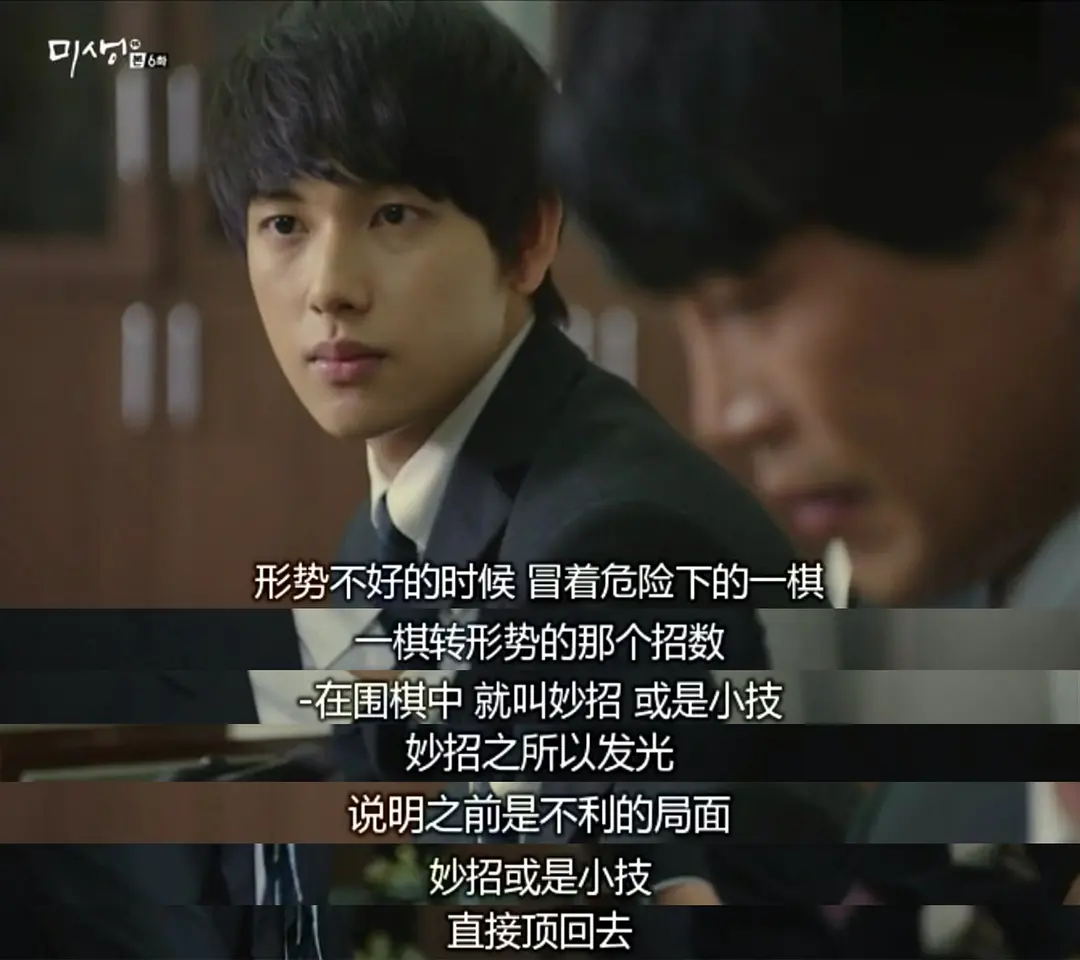 미생 6화
形势不好的时候 冒着危险下的一棋
一棋转形势的那个招数
-在围棋中 就叫妙招 或是小技
妙招之所以发光
说明之前是不利的局面
妙招或是小技
直接顶回去